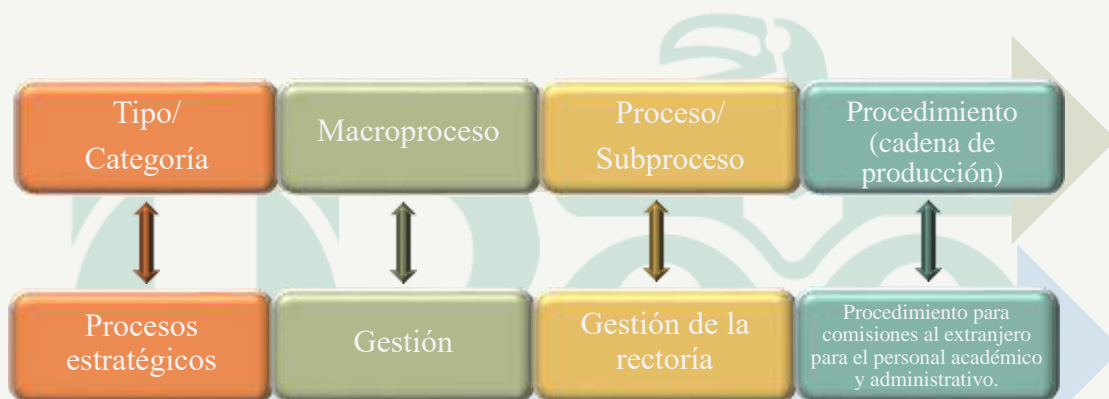 Tipo/
Categoría
Macroproceso
Proceso/
Subproceso
Procedimiento
(cadena de
producción)
Procesos
estratégicos
Gestión
Gestión de la
rectoría
Procedimiento para
comisiones al extranjero
para el personal académico
y administrativo.